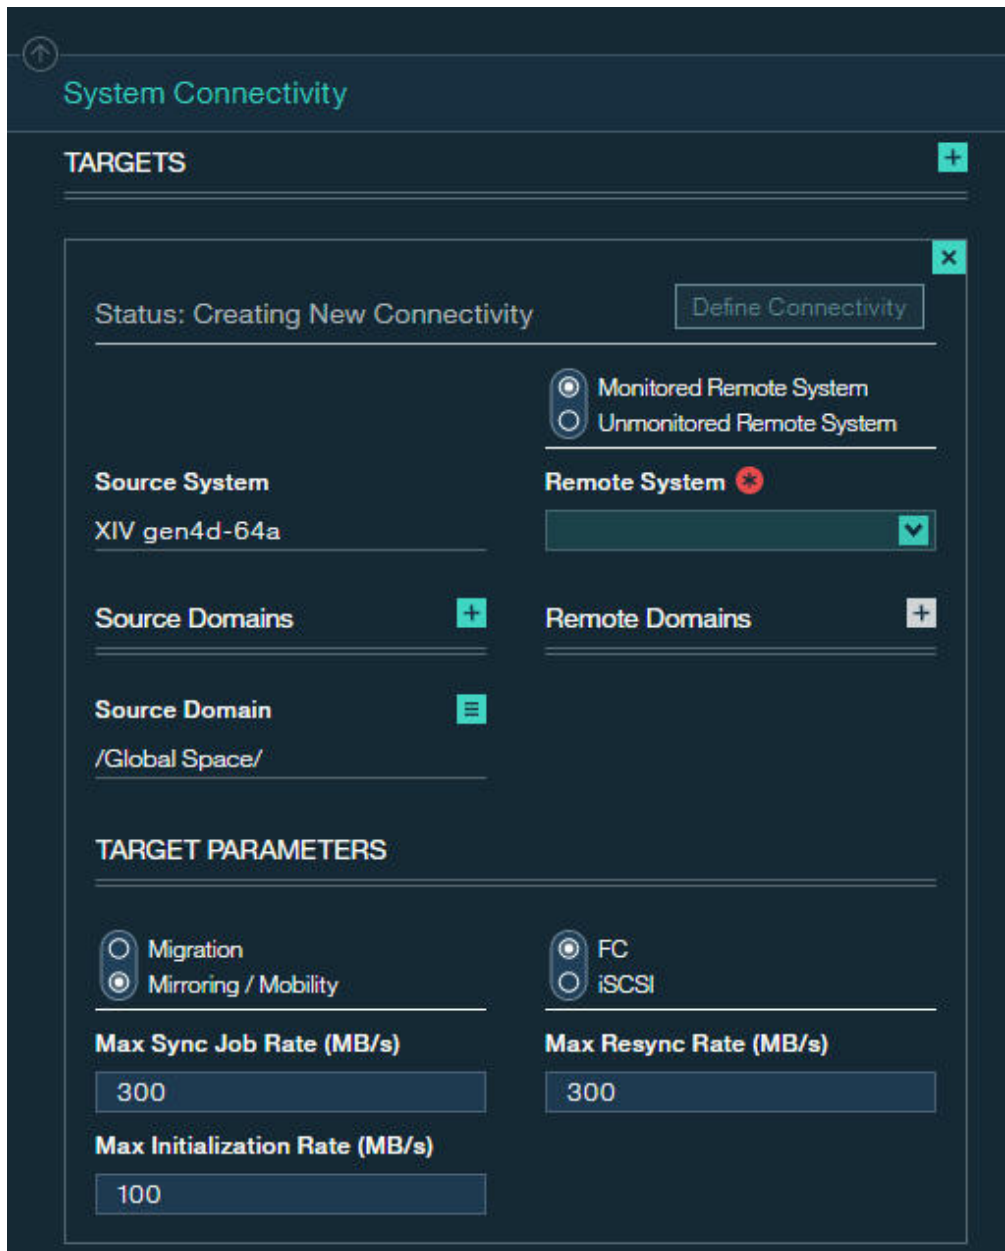 System Connectivity
TARGETS
Status: Creating New Connectivity
Define Connectivity
Monitored Remote System
Unmonitored Remote System
Source System
Remote System
XIV gen4d-64a
Source Domains
Remote Domains
Source Domain
/Global Space/
TARGET PARAMETERS
Migration
Mirroring / Mobility
FC
iSCSI
Max Sync Job Rate (MB/s)
Max Resync Rate (MB/s)
300
300
Max Initialization Rate (MB/s)
100